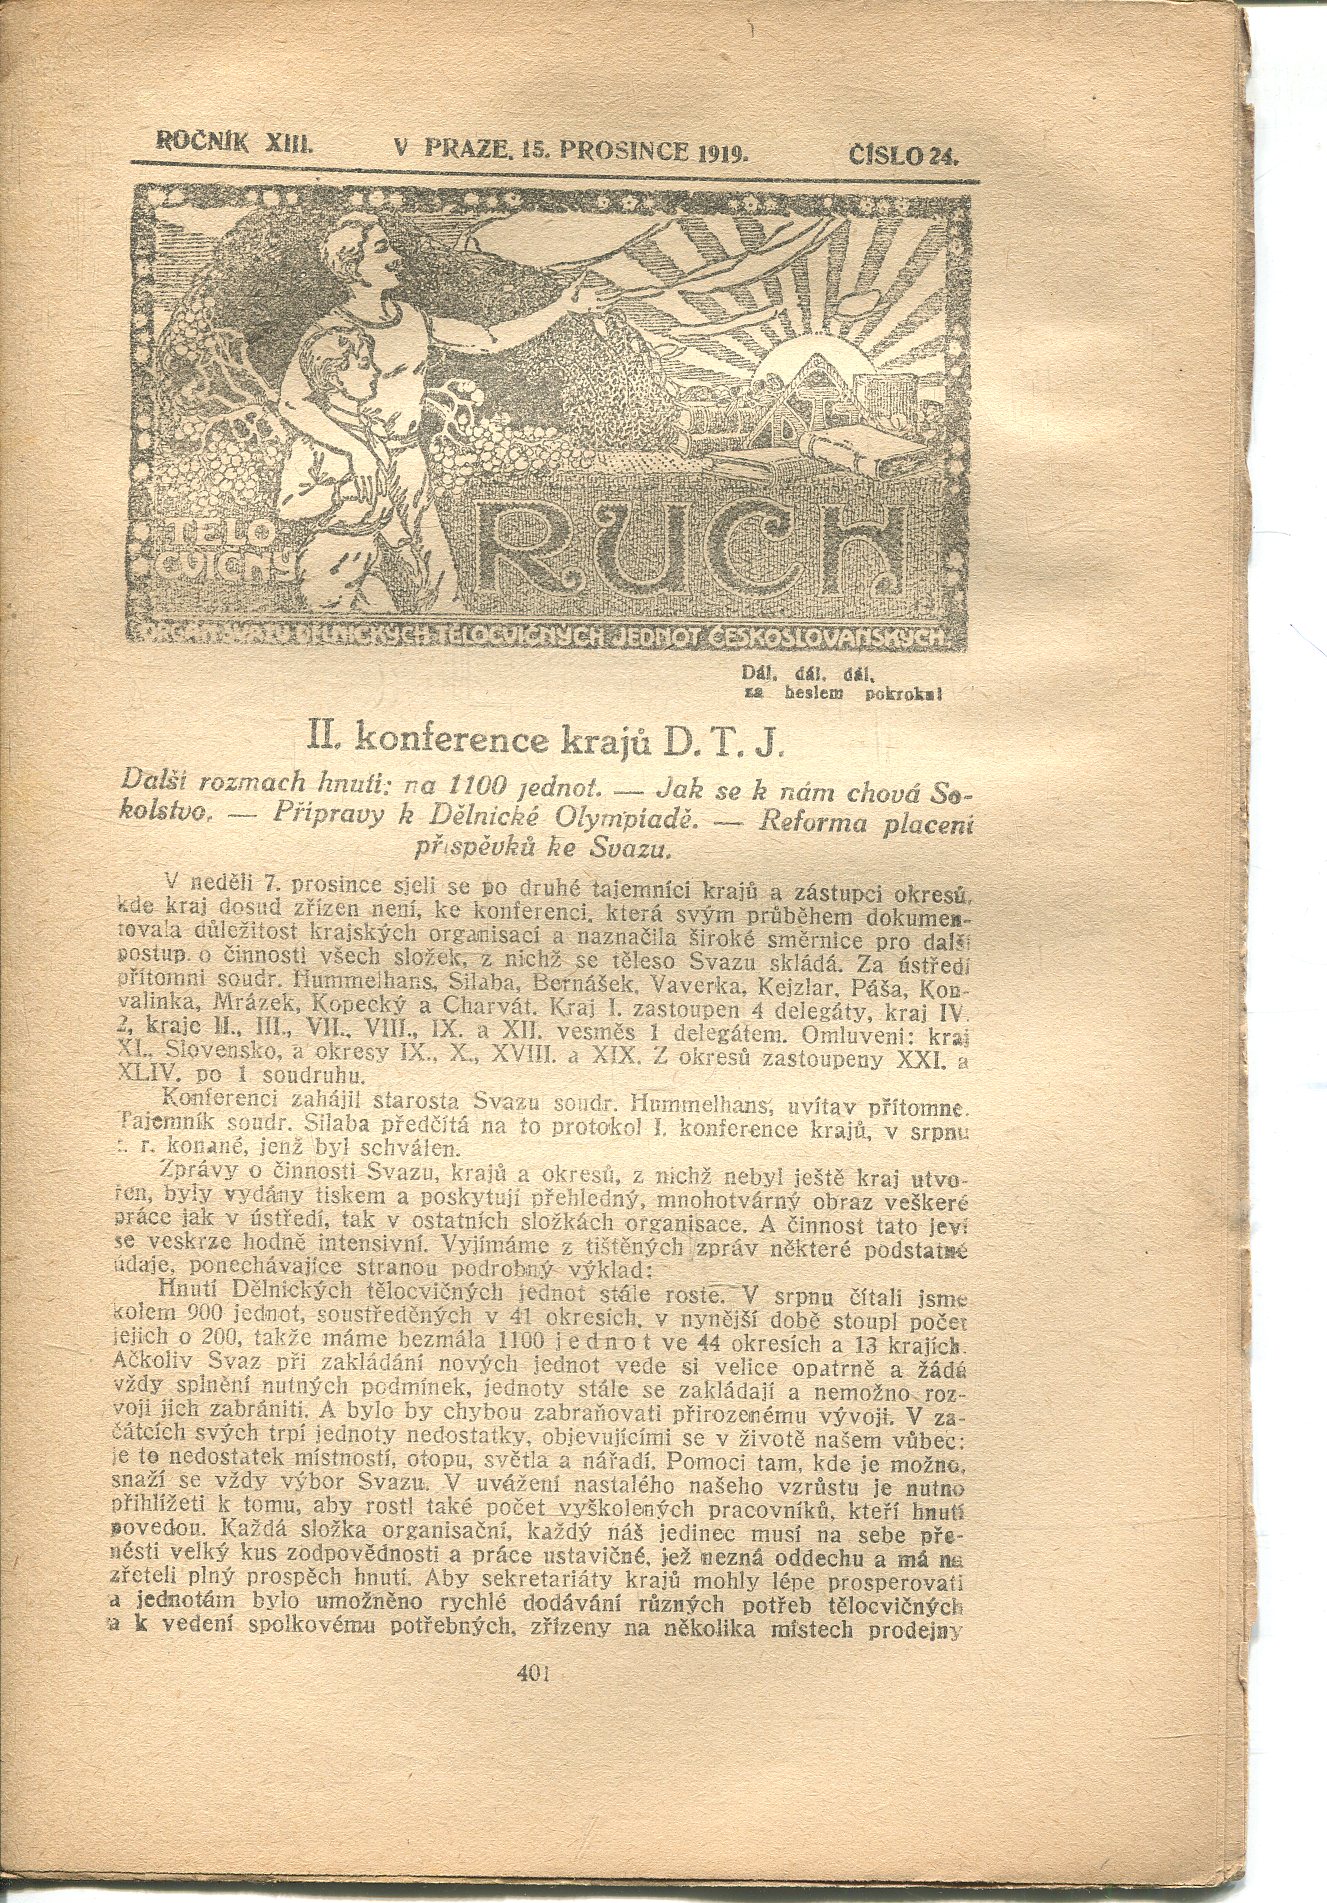 ROČNÍK XIII. V PRAZE, 15. PROSINCE 1919. ČÍSLO 24.
TĚLO
CVIČNÝ
RUCH
ORGAN SVAZU DĚLNICKÝCH TĚLOCVIČNÝCH JEDNOT ČESKOSLOVANSKÝCH.
Dál, dál, dál,
za heslem pokroku!
II. konference krajů D. T. J.
Další rozmach hnutí: na 1100 jednot. — Jak se k nám chová So-
kolstvo. — Přípravy k Dělnické Olympiadě. — Reforma placení
příspěvků ke Svazu.
V neděli 7. prosince sjeli se po druhé tajemníci krajů a zástupci okresů,
kde kraj dosud zřízen není, ke konferenci, která svým průběhem dokumen-
tovala důležitost krajských organisací a naznačila široké směrnice pro další
postup o činnosti všech složek, z nichž se těleso Svazu skládá. Za ústředí
přítomni soudr. Hummelhans, Silaba, Bernášek, Vaverka, Kejzlar, Páša, Kon-
valinka, Mrázek, Kopecký a Charvát. Kraj I. zastoupen 4 delegáty, kraj IV.
2, kraje II., III., VII., VIII., IX. a XII. vesměs 1 delegátem. Omluveni: kraj
XI., Slovensko, a okresy IX., X., XVIII. a XIX. Z okresů zastoupeny XXI. a
XLIV. po 1 soudruhu.
Konferenci zahájil starosta Svazu soudr. Hummelhans, uvítav přítomne.
Tajemník soudr. Silaba předčítá na to protokol I. konference krajů, v srpnu
t. r. konané, jenž byl schválen.
Zprávy o činnosti Svazu, krajů a okresů, z nichž nebyl ještě kraj utvo-
řen, byly vydány tiskem a poskytují přehledný, mnohotvárný obraz veškeré
práce jak v ústředí, tak v ostatních složkách organisace. A činnost tato jeví
se veskrze hodně intensivní. Vyjímáme z tištěných zpráv některé podstatné
údaje, ponechávajíce stranou podrobný výklad:
Hnutí Dělnických tělocvičných jednot stále roste. V srpnu čítali jsme
kolem 900 jednot, soustředěných v 41 okresích, v nynější době stoupl počet
jejich o 200, takže máme bezmála 1100 jednot ve 44 okresích a 13 krajích.
Ačkoliv Svaz při zakládání nových jednot vede si velice opatrně a žádá
vždy splnění nutných podmínek, jednoty stále se zakládají a nemožno roz-
voji jich zabrániti. A bylo by chybou zabraňovati přirozenému vývoji. V za-
čátcích svých trpí jednoty nedostatky, objevujícími se v životě našem vůbec:
je to nedostatek místností, otopu, světla a nářadí. Pomoci tam, kde je možno,
snaží se vždy výbor Svazu. V uvážení nastalého našeho vzrůstu je nutno
přihlížeti k tomu, aby rostl také počet vyškolených pracovníků, kteří hnutí
povedou. Každá složka organisační, každý náš jedinec musí na sebe pře-
nésti velký kus zodpovědnosti a práce ustavičné, jež nezná oddechu a má na
zřeteli plný prospěch hnutí. Aby sekretariáty krajů mohly lépe prosperovati
a jednotám bylo umožněno rychlé dodávání různých potřeb tělocvičných
a k vedení spolkovému potřebných, zřízeny na několika místech prodejny
401